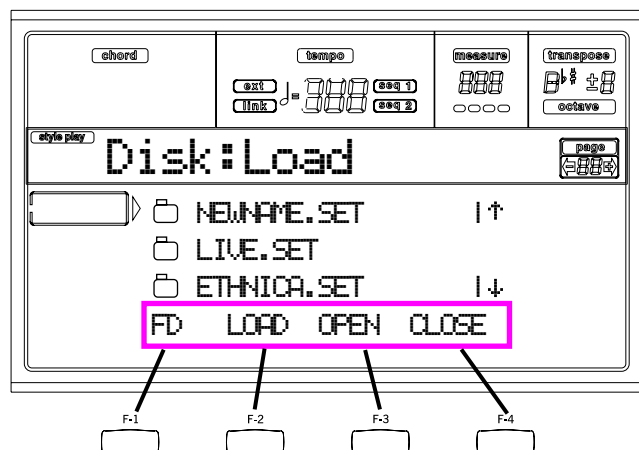 chord
tempo
measure
transpose
ext
seq 1
link
seq 2
octave
style play
Disk:Load
page
NEWNAME.SET
LIVE.SET
ETHNICA.SET
FD LOAD OPEN CLOSE
F-1 F-2 F-3 F-4